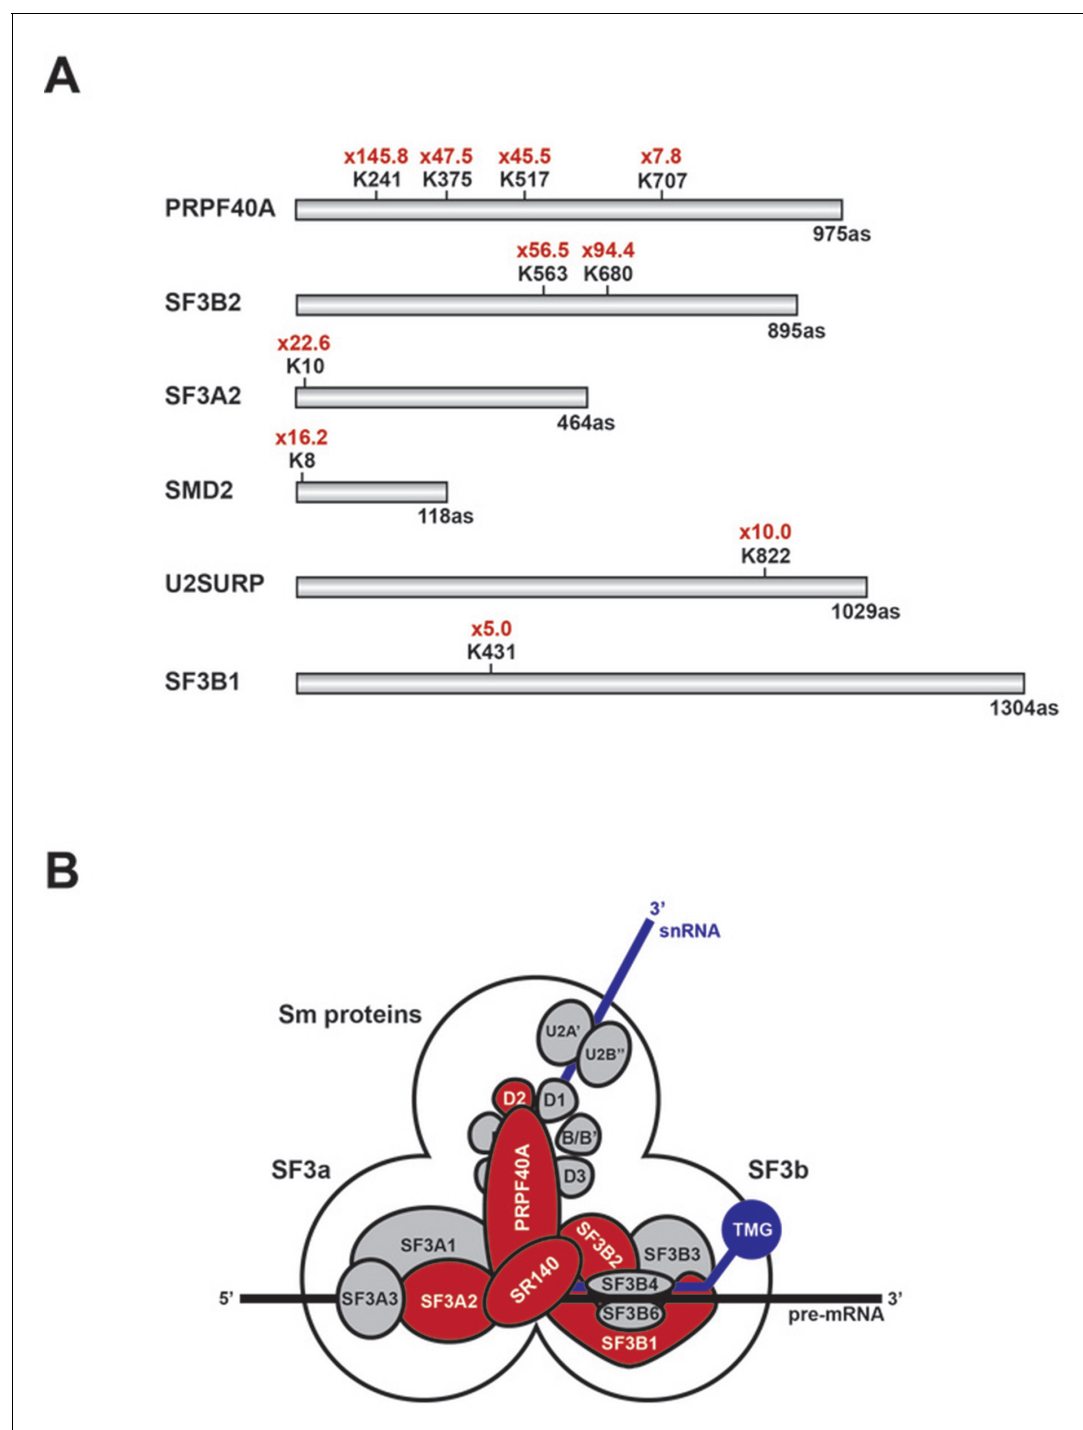 A
x145.8 x47.5 x45.5 x7.8
K241 K375 K517 K707
PRPF40A
975as
x56.5 x94.4
K563 K680
SF3B2
895as
x22.6
K10
SF3A2
464as
x16.2
K8
SMD2
118as
x10.0
K822
U2SURP
1029as
x5.0
K431
SF3B1
1304as
B
3’
snRNA
Sm proteins
U2A’
U2B”
D2 D1
B/B’
D3
PRPF40A
SF3a
SF3b
TMG
SF3A1
SF3B2
SF3B3
SR140
SF3B4
5’
SF3A3
SF3A2
3’
SF3B6
pre-mRNA
SF3B1